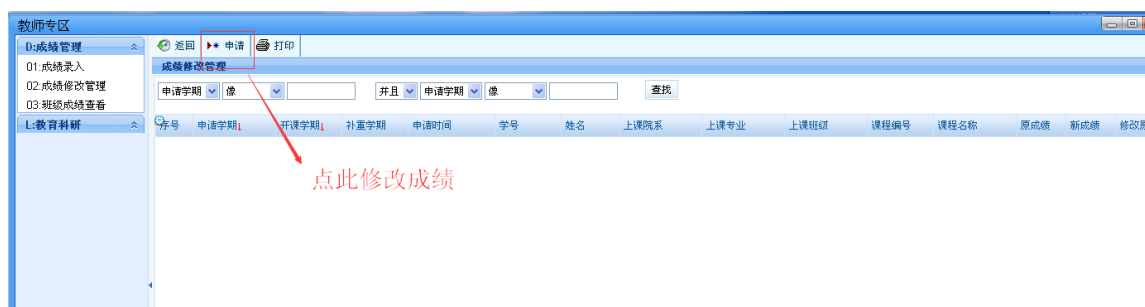 教师专区
D:成绩管理
01:成绩录入
02:成绩修改管理
03:班级成绩查看
L:教育科研
返回 申请 打印
成绩修改管理
申请学期 像 并且 申请学期 像 查找
序号 申请学期↓ 开课学期↓ 补重学期 申请时间 学号 姓名 上课院系 上课专业 上课班级 课程编号 课程名称 原成绩 新成绩 修改原
点此修改成绩